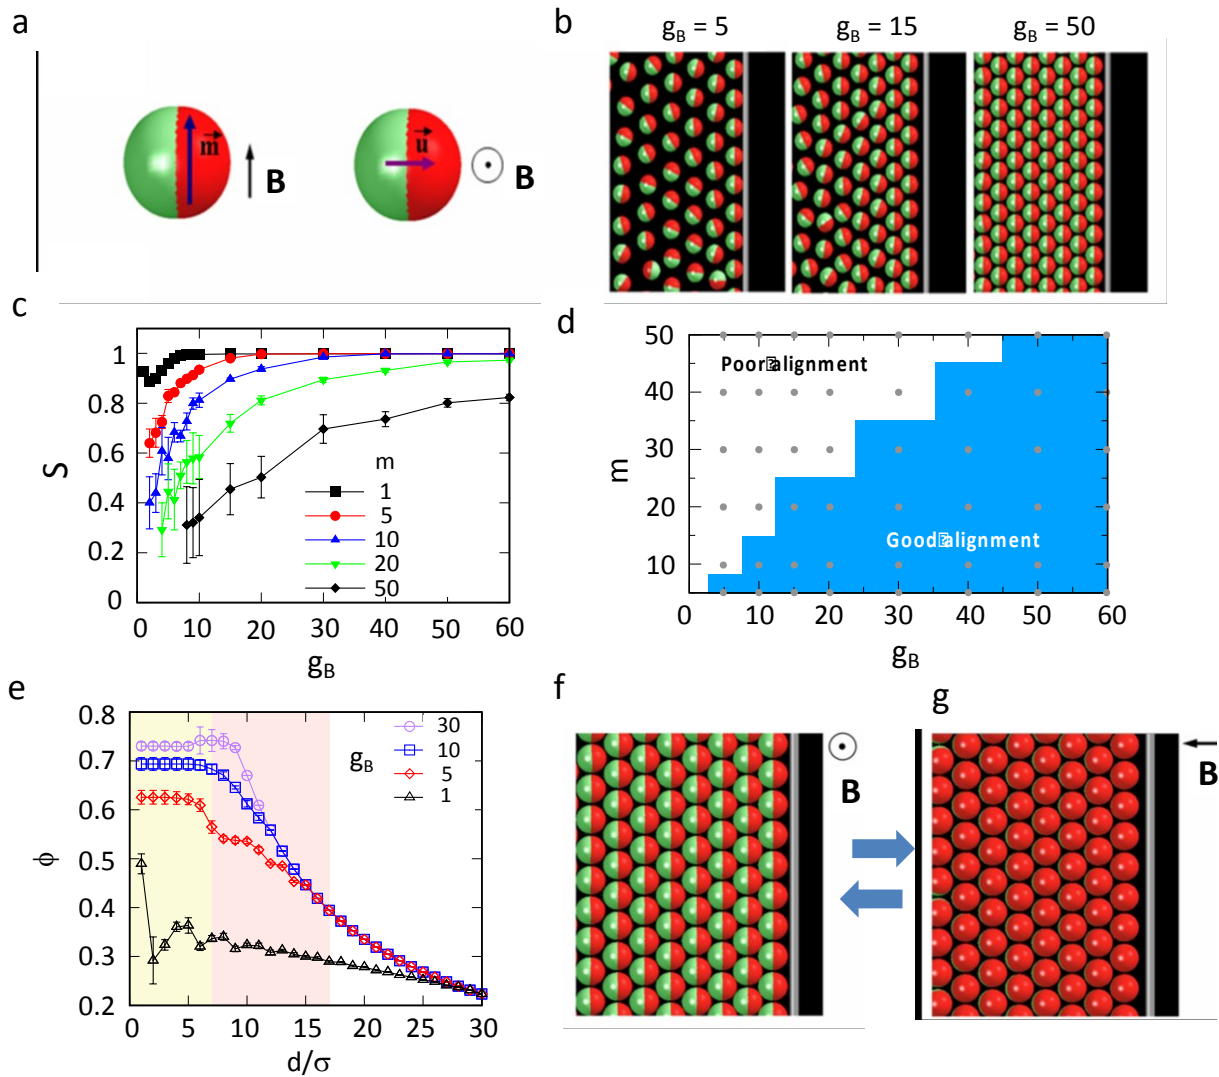 a
m
B
u
B
b
g_B = 5
g_B = 15
g_B = 50
c
S
1
0.8
0.6
0.4
0.2
0
m
1
5
10
20
50
0 10 20 30 40 50 60
g_B
d
m
50
40
30
20
10
Poor alignment
Good alignment
0 10 20 30 40 50 60
g_B
e
ϕ
0.8
0.7
0.6
0.5
0.4
0.3
0.2
g_B
30
10
5
1
0 5 10 15 20 25 30
d/σ
f
B
g
B